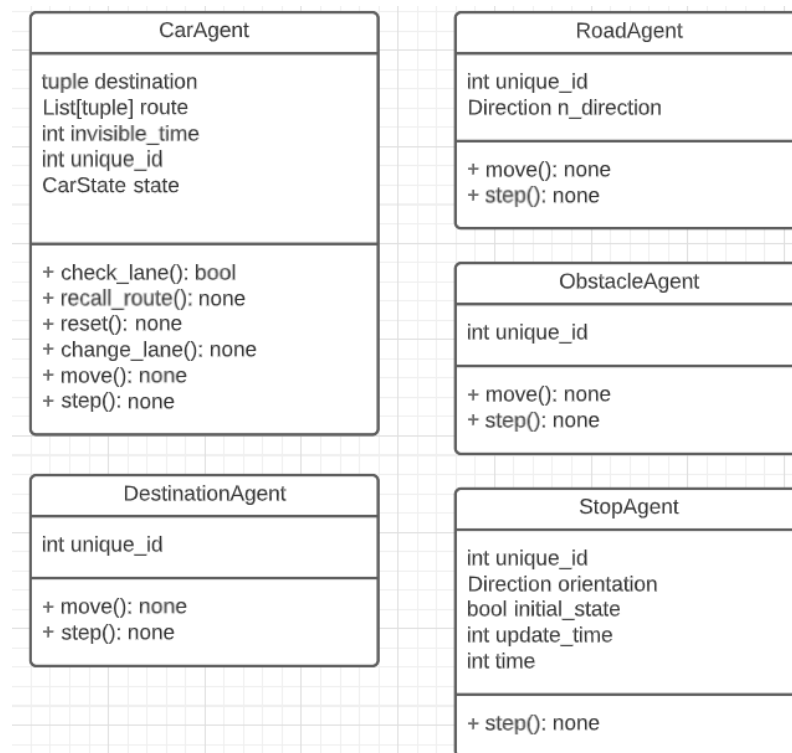 CarAgent
tuple destination
List[tuple] route
int invisible_time
int unique_id
CarState state
+ check_lane(): bool
+ recall_route(): none
+ reset(): none
+ change_lane(): none
+ move(): none
+ step(): none
DestinationAgent
int unique_id
+ move(): none
+ step(): none
RoadAgent
int unique_id
Direction n_direction
+ move(): none
+ step(): none
ObstacleAgent
int unique_id
+ move(): none
+ step(): none
StopAgent
int unique_id
Direction orientation
bool initial_state
int update_time
int time
+ step(): none